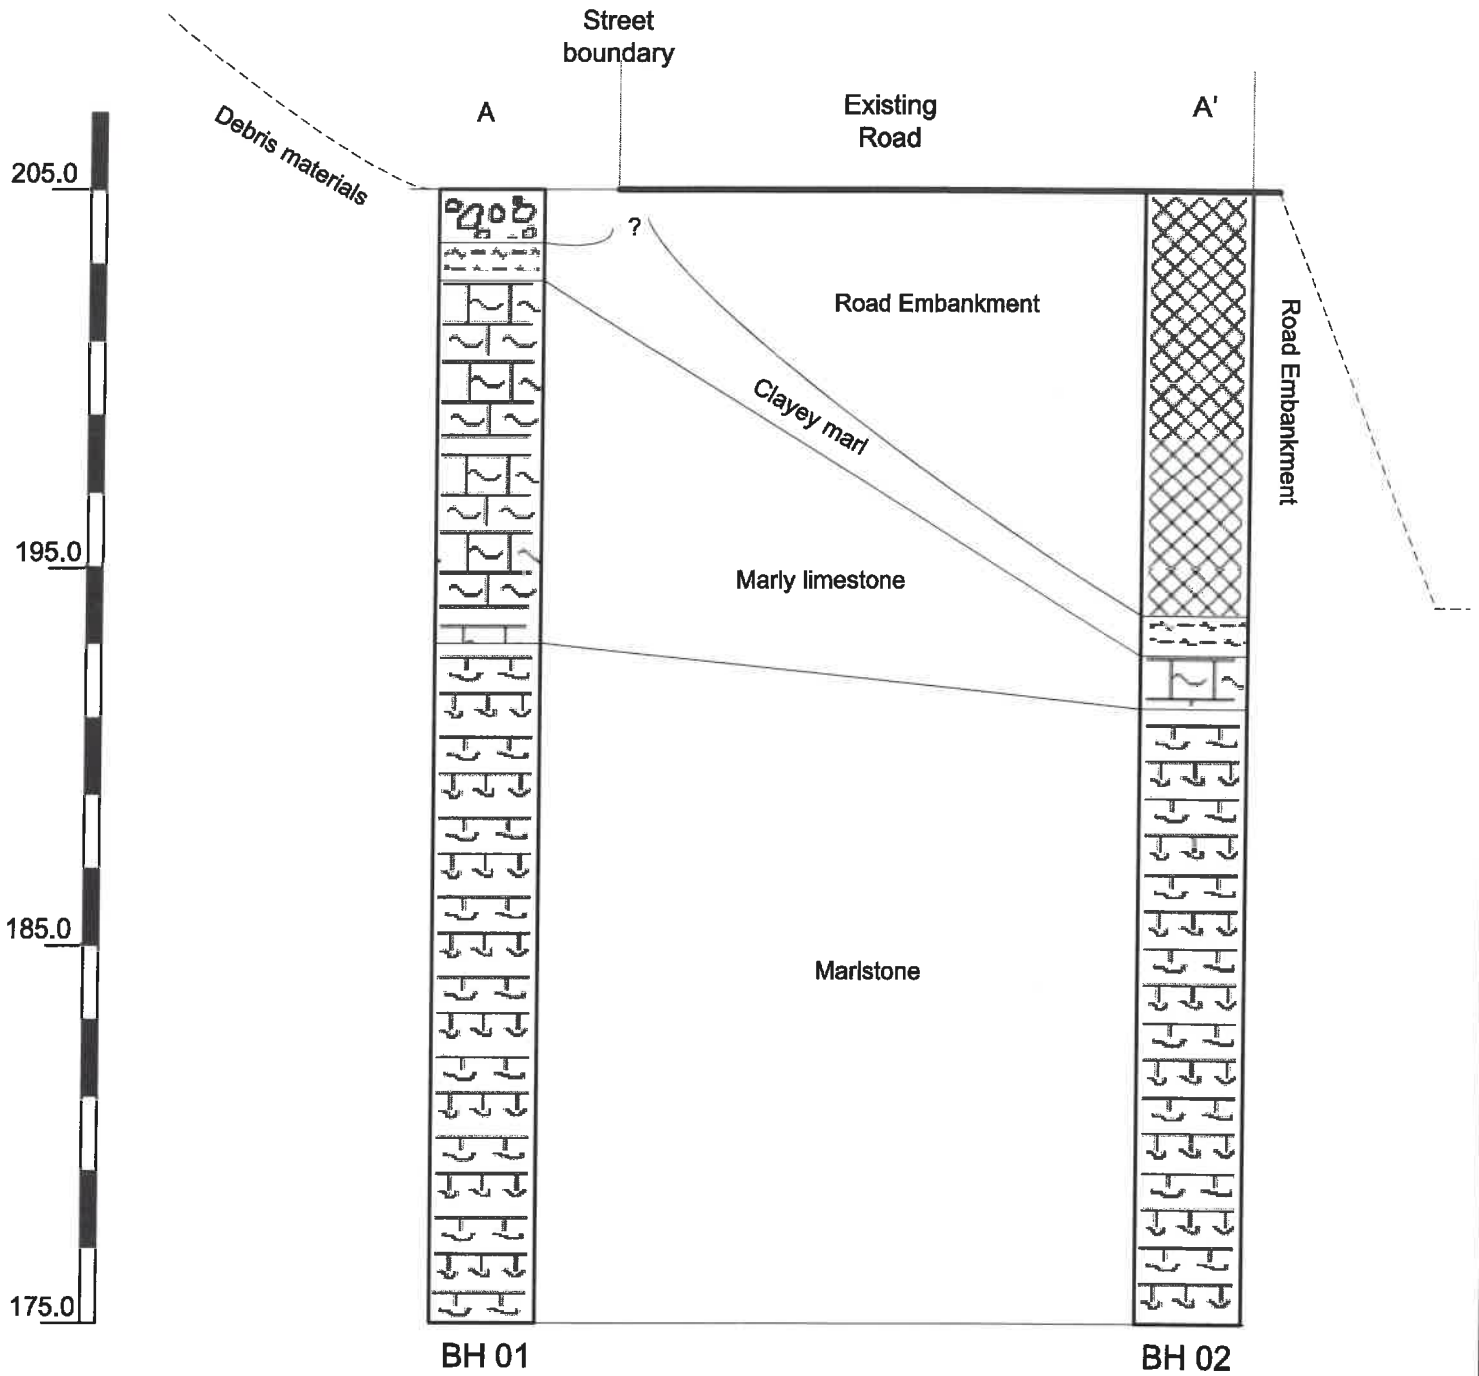 Street
boundary
A
Existing
Road
A'
Debris materials
205.0
?
Road Embankment
Road Embankment
Clayey marl
195.0
Marly limestone
185.0
Marlstone
175.0
BH 01
BH 02